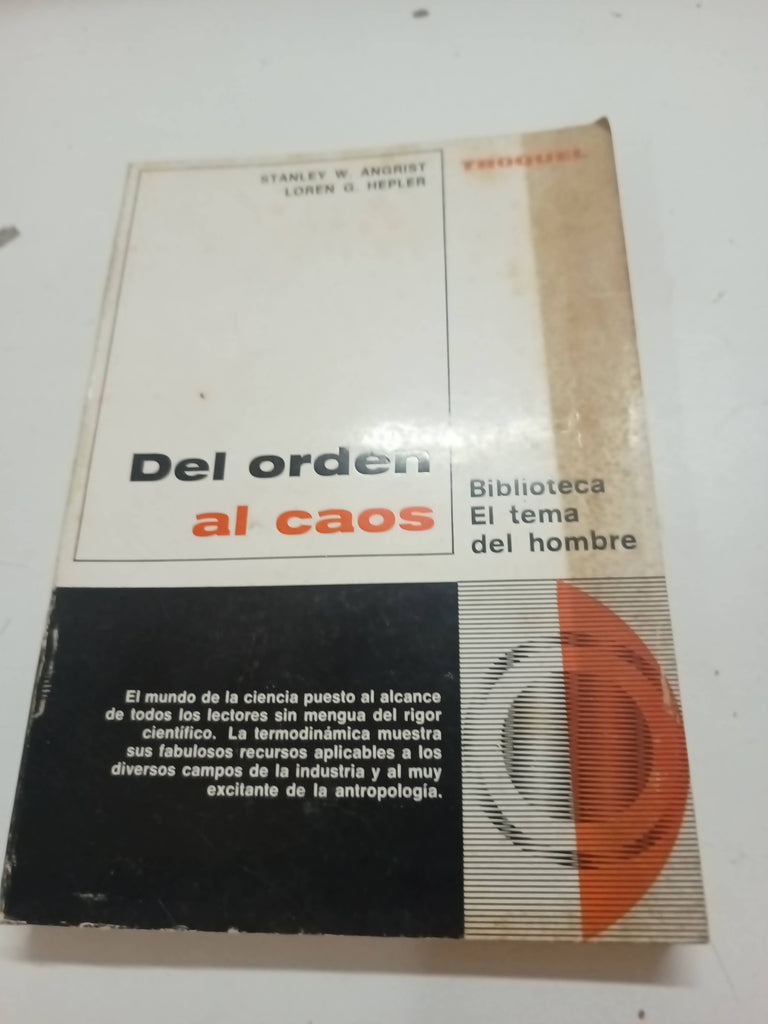 STANLEY W. ANGRIST
LOREN G. HEPLER
TROQUEL
Del orden
al caos
Biblioteca
El tema
del hombre
El mundo de la ciencia puesto al alcance
de todos los lectores sin mengua del rigor
científico. La termodinámica muestra
sus fabulosos recursos aplicables a los
diversos campos de la industria y al muy
excitante de la antropología.